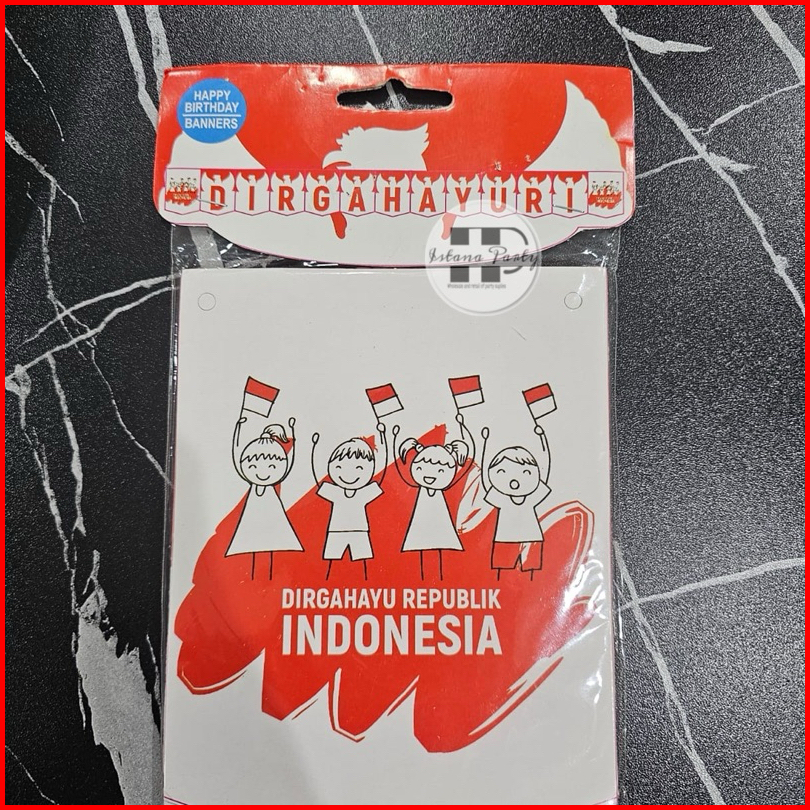 HAPPY
BIRTHDAY
BANNERS
DIRGAHAYURI
Istana Party
DIRGAHAYU REPUBLIK
INDONESIA